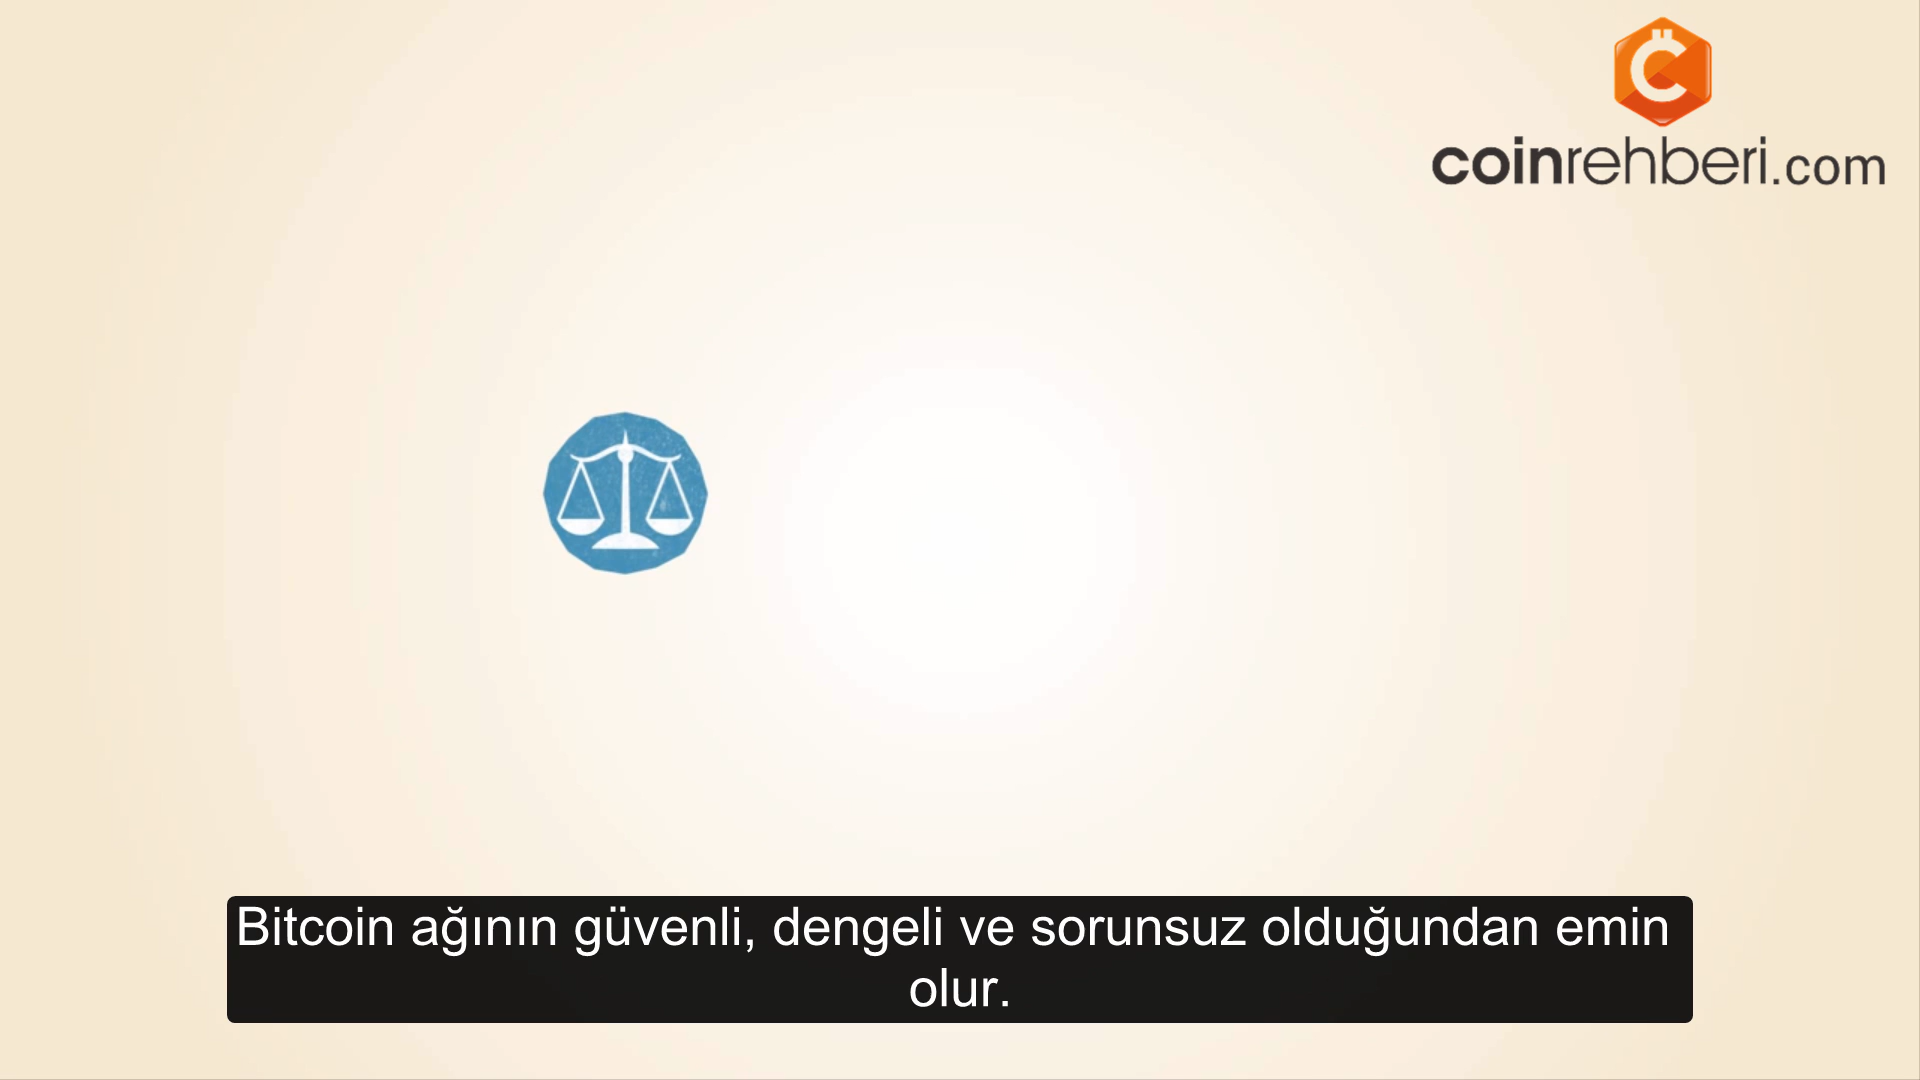 coinrehberi.com
Bitcoin ağının güvenli, dengeli ve sorunsuz olduğundan emin
olur.